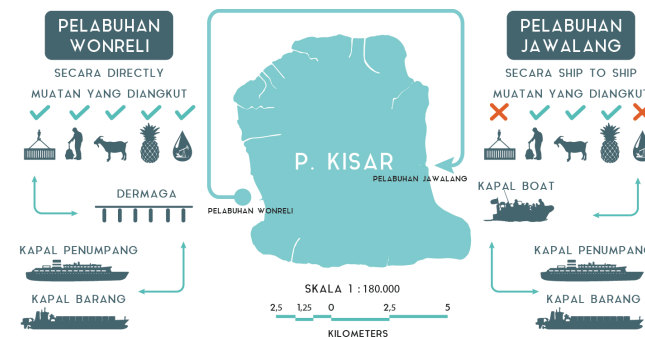 PELABUHAN
WONRELI
SECARA DIRECTLY
MUATAN YANG DIANGKUT
DERMAGA
KAPAL PENUMPANG
KAPAL BARANG
P. KISAR
PELABUHAN JAWALANG
PELABUHAN WONRELI
SKALA 1 : 180.000
2,5 1,25 0 2,5 5
KILOMETERS
PELABUHAN
JAWALANG
SECARA SHIP TO SHIP
MUATAN YANG DIANGKUT
KAPAL BOAT
KAPAL PENUMPANG
KAPAL BARANG